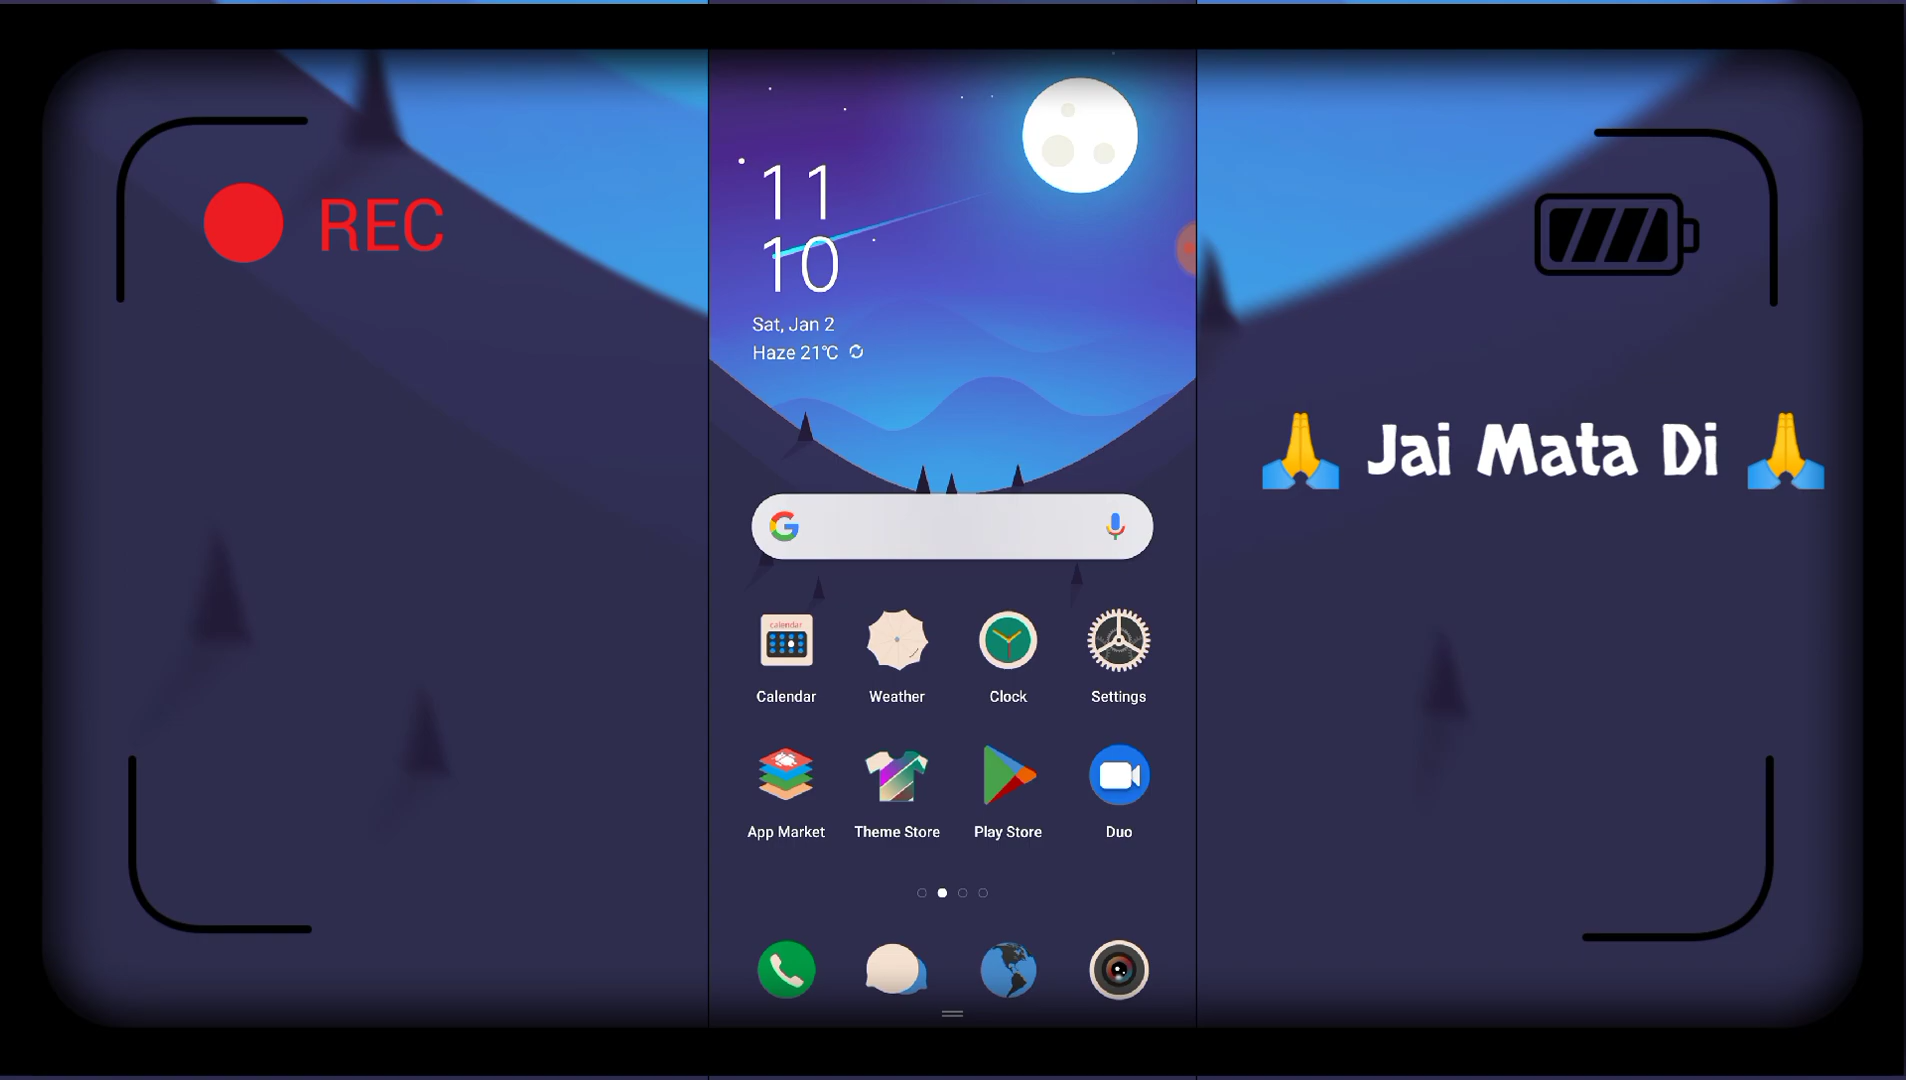 REC
11
10
Sat, Jan 2
Haze 21℃
🙏 Jai Mata Di 🙏
calendar
Calendar Weather Clock Settings
App Market Theme Store Play Store Duo